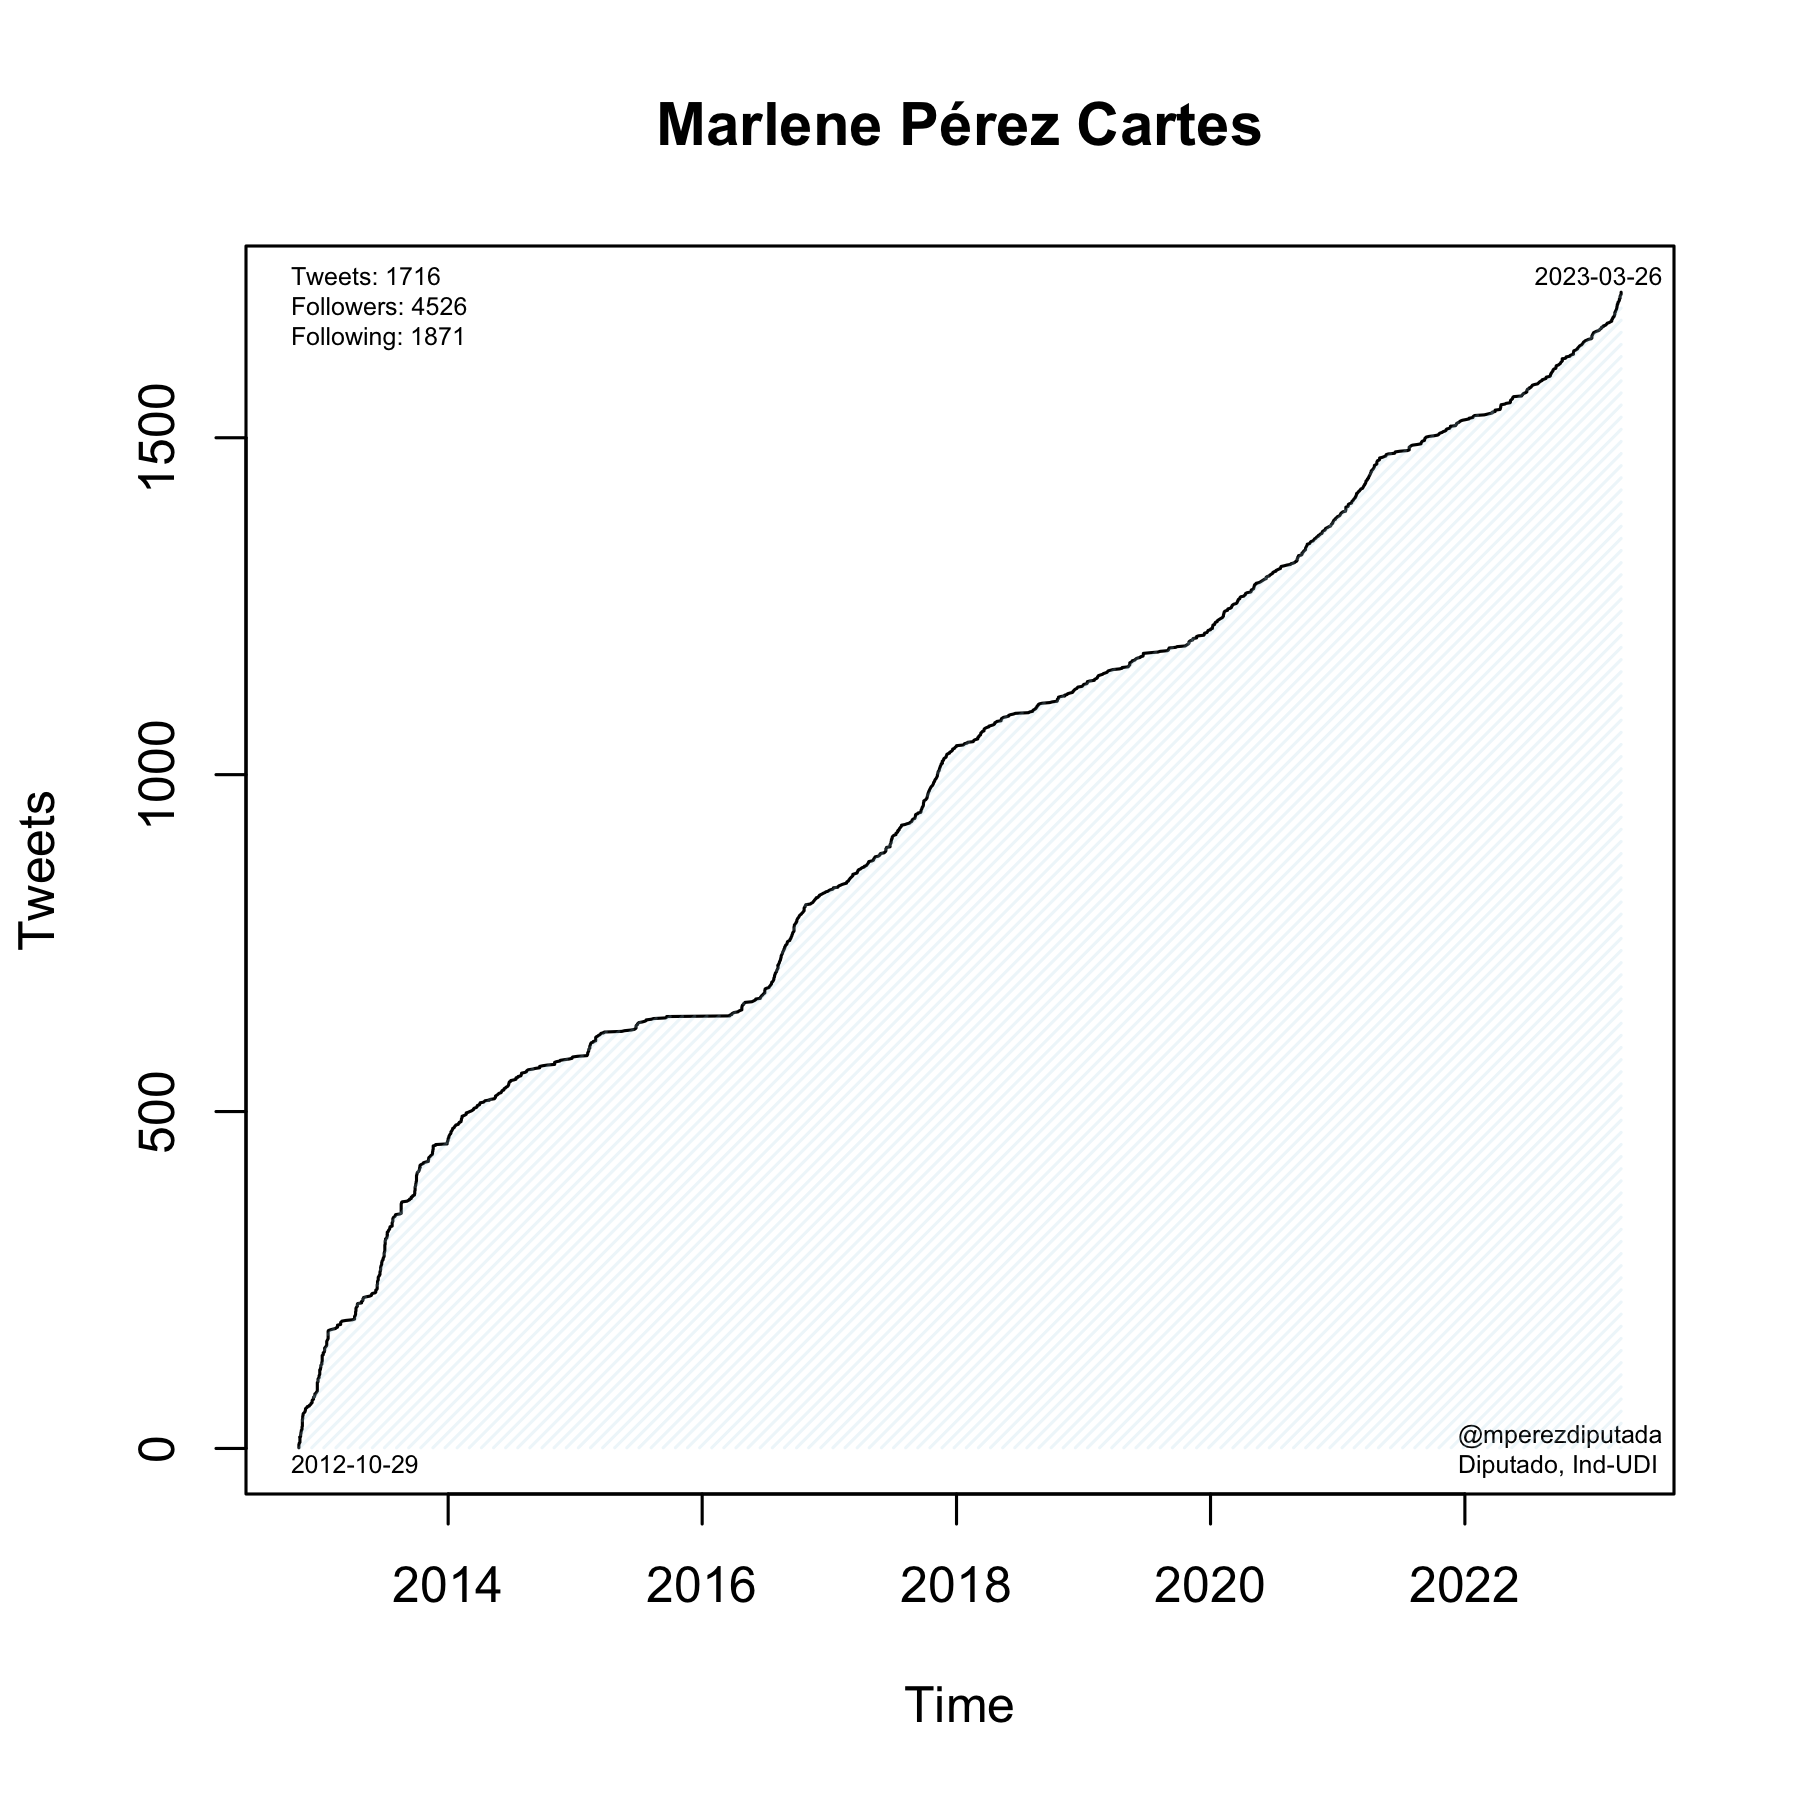 Marlene Pérez Cartes
Tweets: 1716
Followers: 4526
Following: 1871
2023-03-26
1500
1000
500
0
Tweets
2012-10-29
@mperezdiputada
Diputado, Ind-UDI
2014
2016
2018
2020
2022
Time